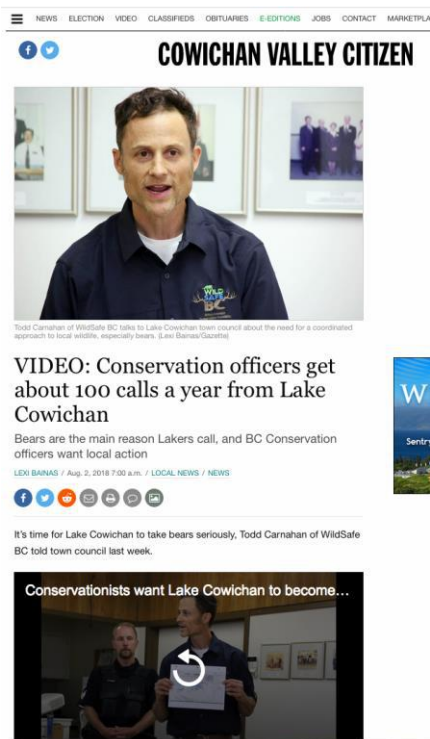 NEWS ELECTION VIDEO CLASSIFIEDS OBITUARIES E-EDITIONS JOBS CONTACT MARKETPLA
COWICHAN VALLEY CITIZEN
WILD
SAFE
BC
Todd Carnahan of WildSafe BC talks to Lake Cowichan town council about the need for a coordinated
approach to local wildlife, especially bears. (Lexi Bainas/Gazette)
VIDEO: Conservation officers get
about 100 calls a year from Lake
Cowichan
Bears are the main reason Lakers call, and BC Conservation
officers want local action
LEXI BAINAS / Aug. 2, 2018 7:00 a.m. / LOCAL NEWS / NEWS
It's time for Lake Cowichan to take bears seriously, Todd Carnahan of WildSafe
BC told town council last week.
Conservationists want Lake Cowichan to become...
W
Sentry